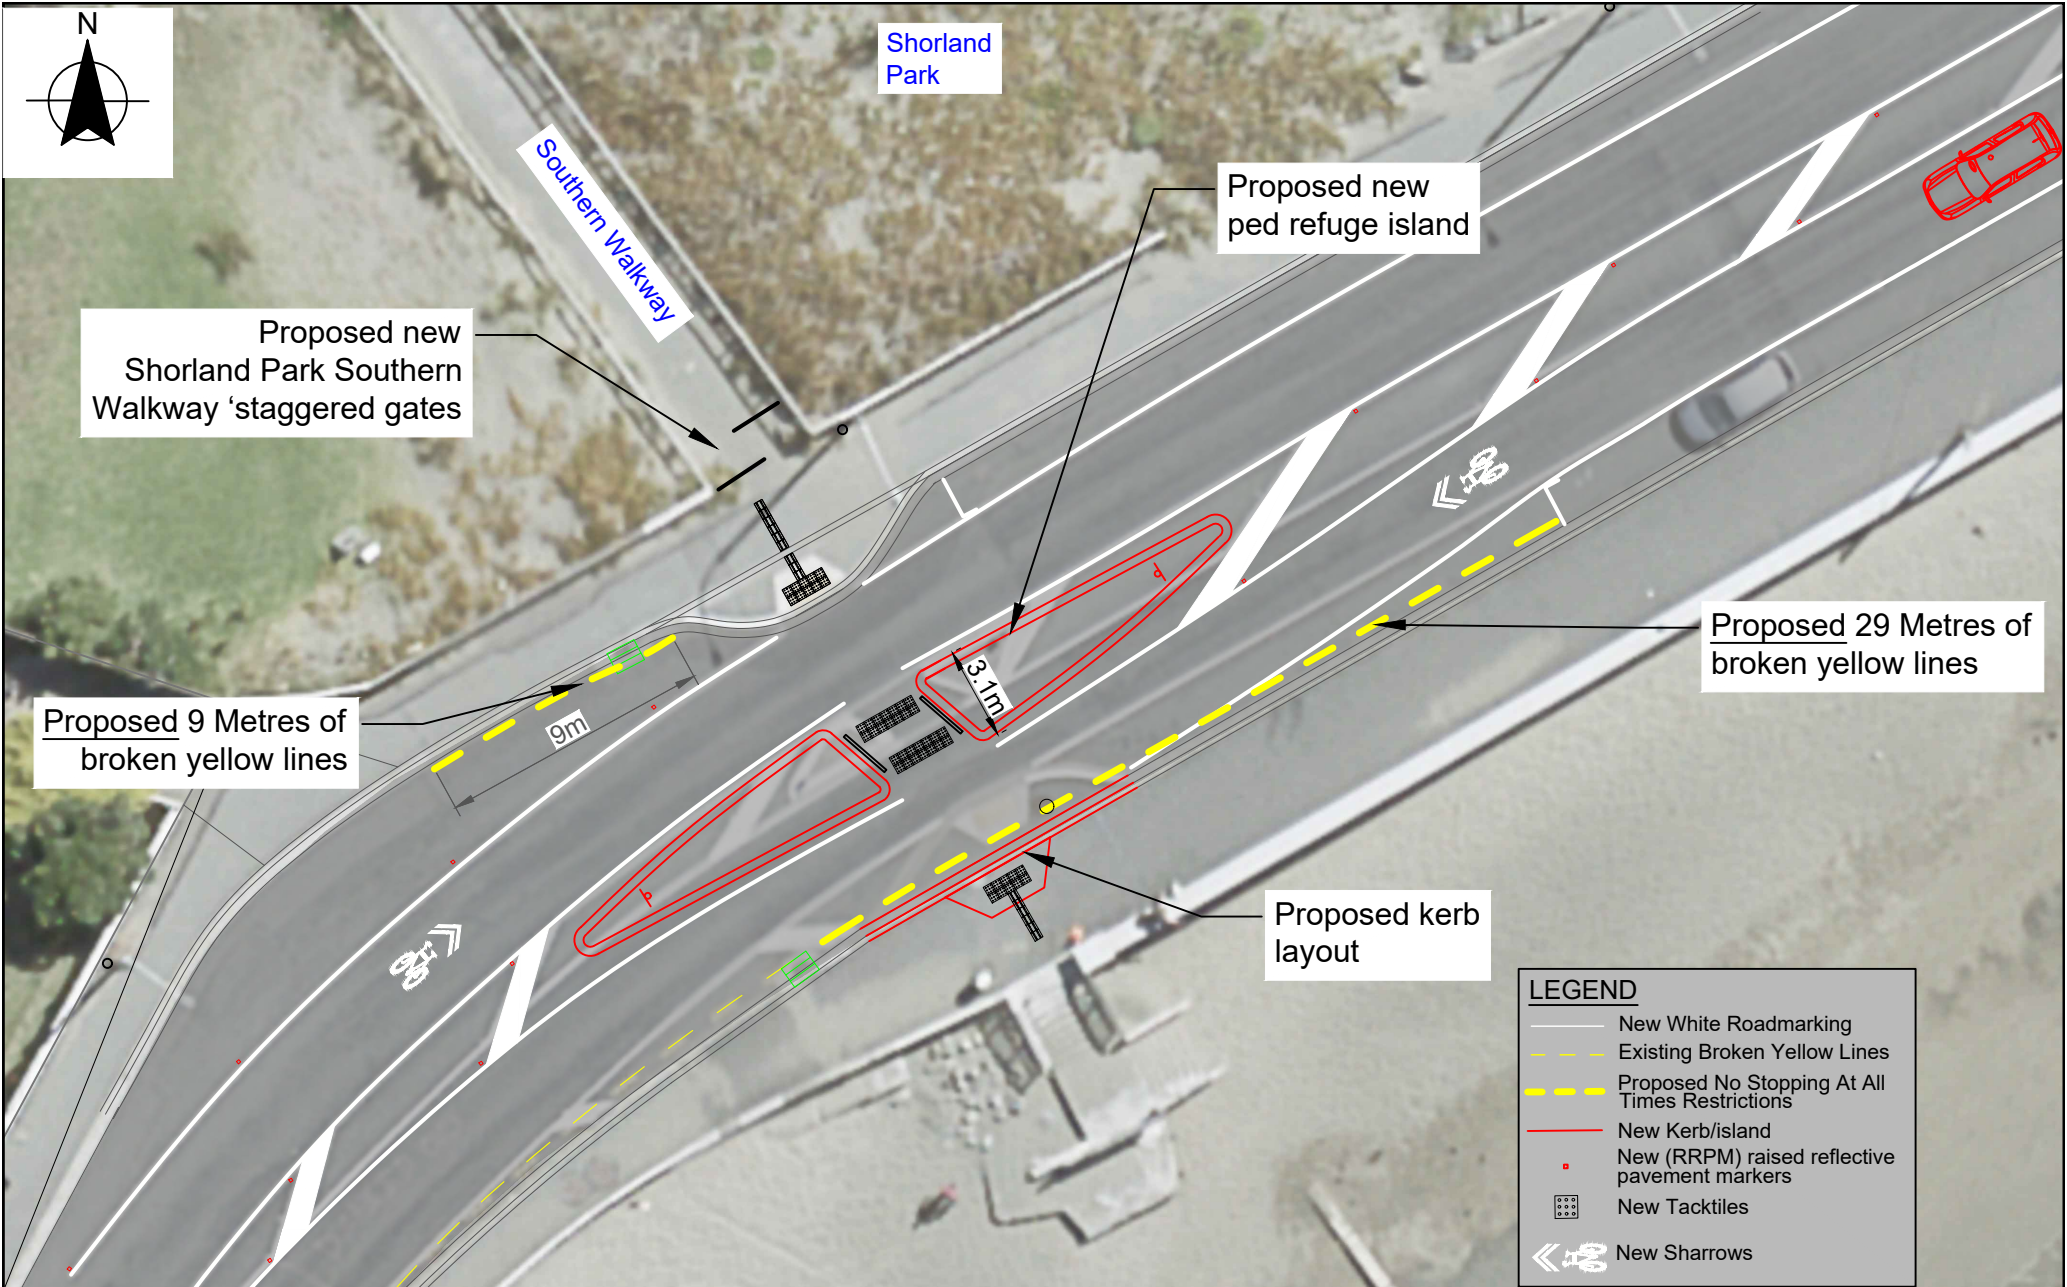 N
Shorland
Park
Southern Walkway
Proposed new
ped refuge island
Proposed new
Shorland Park Southern
Walkway ‘staggered gates
3.1m
Proposed 29 Metres of
broken yellow lines
Proposed 9 Metres of
broken yellow lines
9m
Proposed kerb
layout
LEGEND
New White Roadmarking
Existing Broken Yellow Lines
Proposed No Stopping At All
Times Restrictions
New Kerb/island
New (RRPM) raised reflective
pavement markers
New Tacktiles
New Sharrows